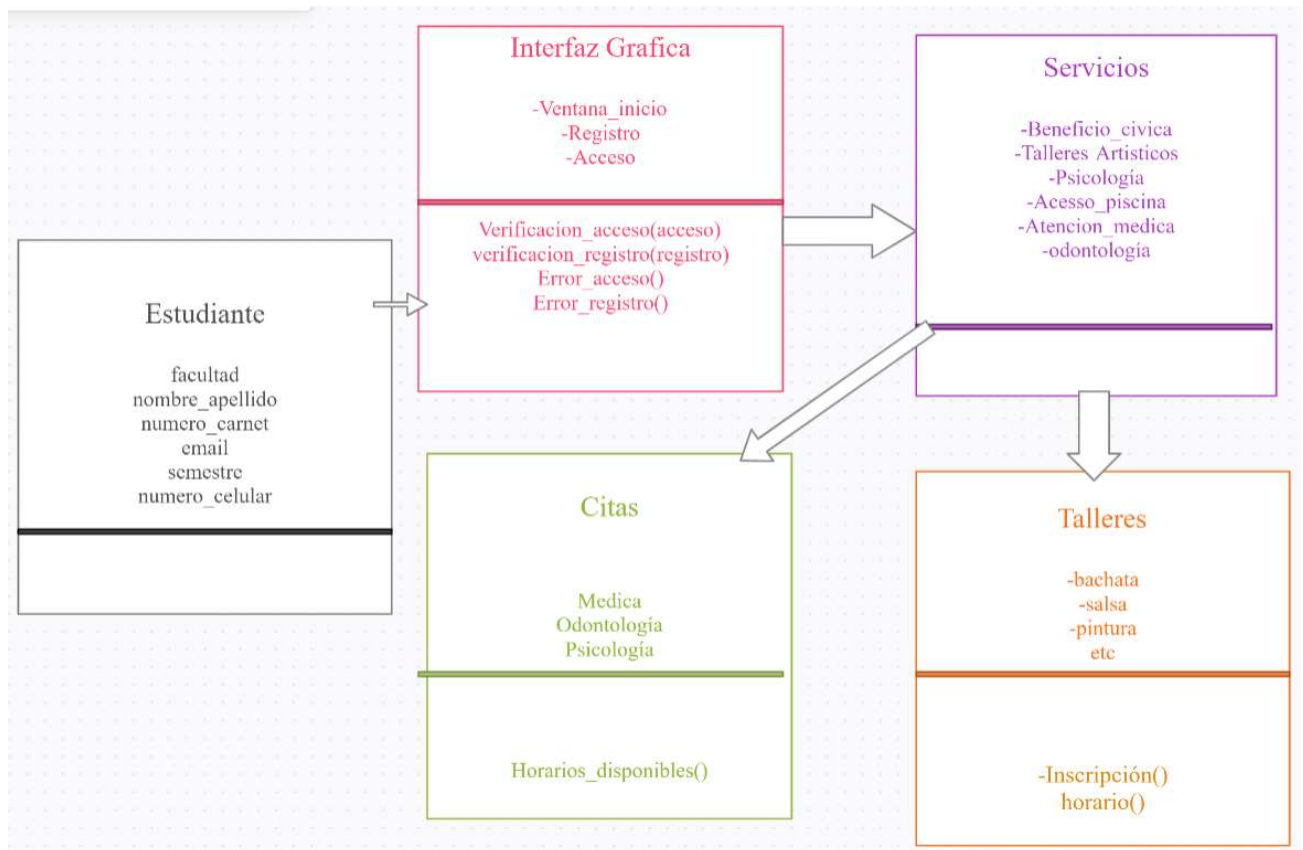 Interfaz Grafica
-Ventana_inicio
-Registro
-Acceso
Verificacion_acceso(acceso)
verificacion_registro(registro)
Error_acceso()
Error_registro()
Servicios
-Beneficio_civica
-Talleres Artisticos
-Psicología
-Acesso_piscina
-Atencion_medica
-odontología
Estudiante
facultad
nombre_apellido
numero_carnet
email
semestre
numero_celular
Citas
Medica
Odontología
Psicología
Horarios_disponibles()
Talleres
-bachata
-salsa
-pintura
etc
-Inscripción()
horario()